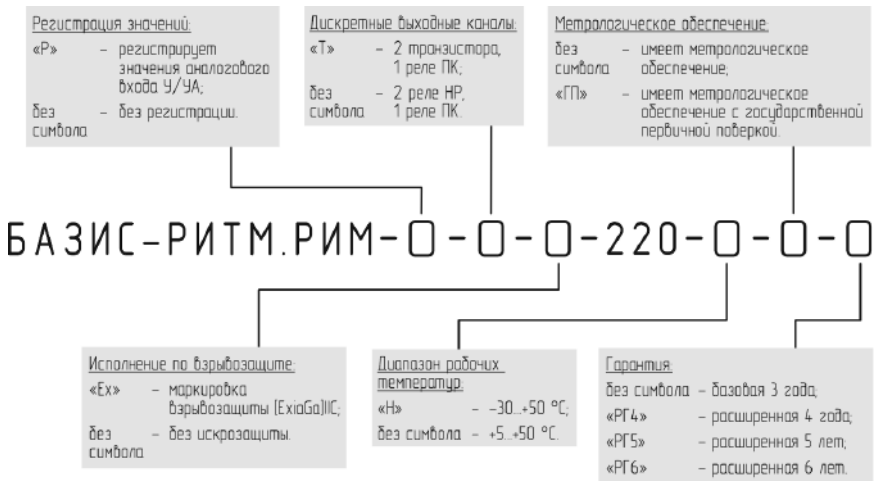 Регистрация значений:
«Р» – регистрирует
значения аналогового
входа У/УА;
без – без регистрации.
символа
Дискретные выходные каналы:
«Т» – 2 транзистора,
1 реле ПК;
без – 2 реле НР,
символа 1 реле ПК.
Метрологическое обеспечение:
без – имеет метрологическое
символа обеспечение;
«ГП» – имеет метрологическое
обеспечение с государственной
первичной поверкой.
БАЗИС-РИТМ.РИМ-▢-▢-▢-220-▢-▢-▢
Исполнение по взрывозащите:
«Ex» – маркировка
взрывозащиты [ExiaGa]IIC;
без – без искрозащиты.
символа
Диапазон рабочих
температур:
«Н» – -30...+50 °С;
без символа – +5...+50 °С.
Гарантия:
без символа – базовая 3 года;
«РГ4» – расширенная 4 года;
«РГ5» – расширенная 5 лет;
«РГ6» – расширенная 6 лет.